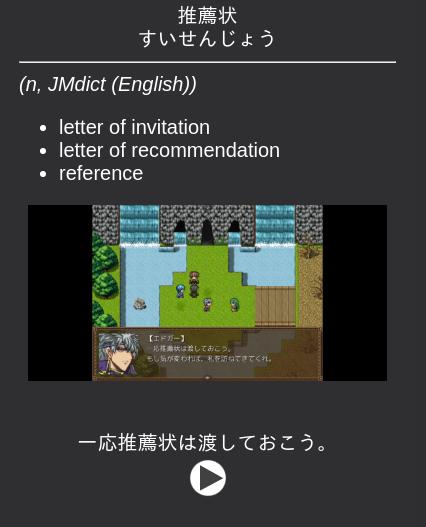 推薦状
すいせんじょう
(n, JMdict (English))
letter of invitation
letter of recommendation
reference
【エドガー】
一応推薦状は渡しておこう。
もし気が変われば、私を訪ねてきてくれ。
一応推薦状は渡しておこう。